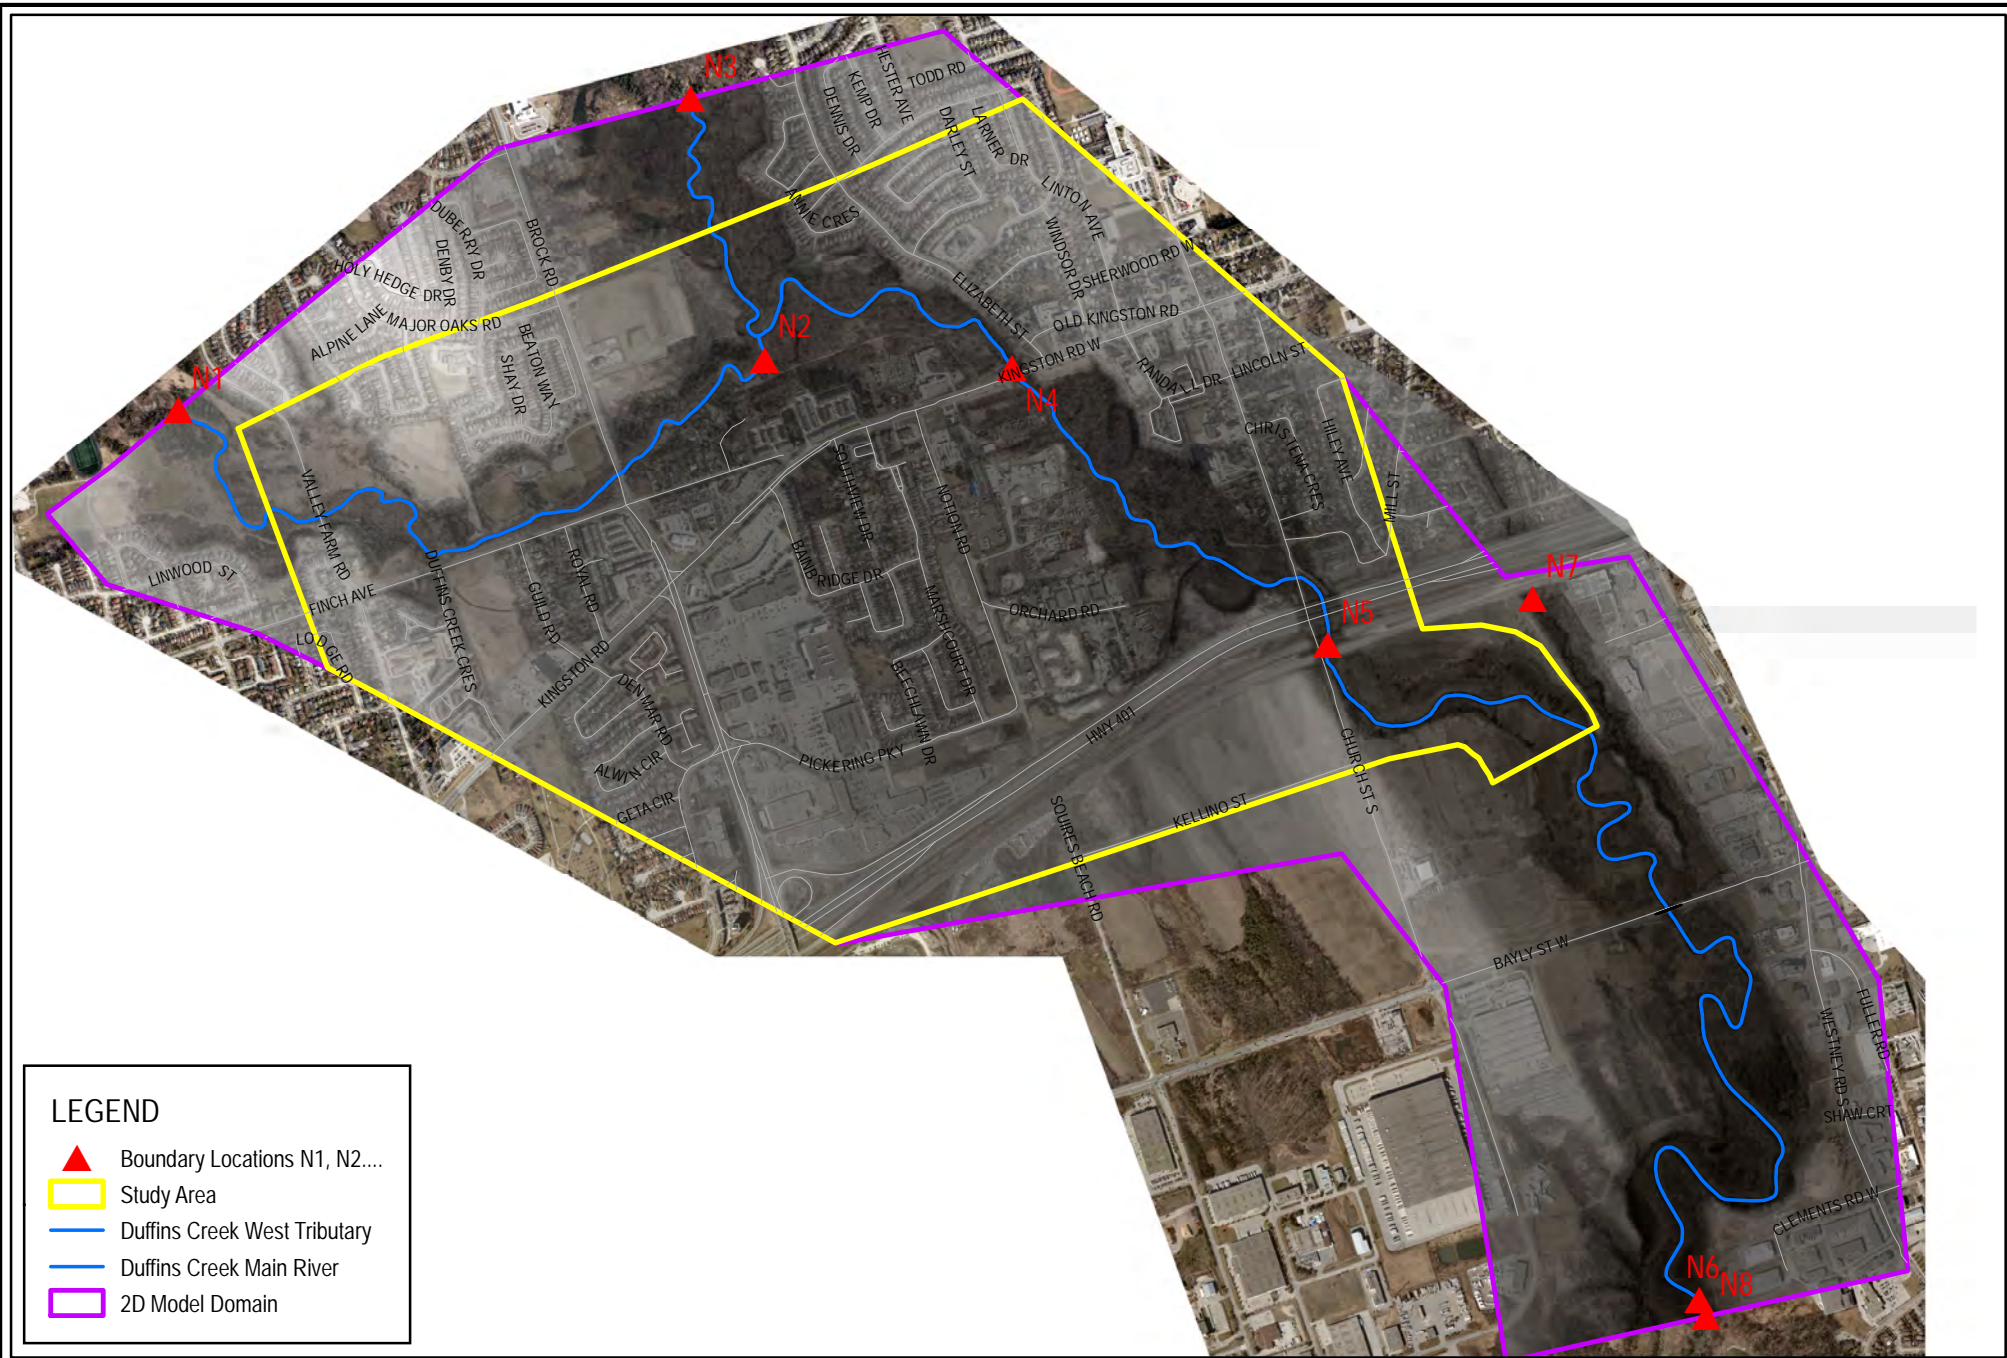 N3
HESTER AVE
TODD RD
KEMP DR
DENNIS DR
DARLEY ST
LARNER DR
LINTON AVE
ANNIE CRES
WINDSOR DR
SHERWOOD RD W
DUBERRY DR
DENBY DR
BROCK RD
HOLY HEDGE DR
MAJOR OAKS RD
ALPINE LANE
BEATON WAY
SHAY DR
ELIZABETH ST
OLD KINGSTON RD
N2
N1
KINGSTON RD W
N4
RANDALL DR
LINCOLN ST
CHRISTENA CRES
HILEY AVE
MILL ST
VALLEY FARM RD
SOUTHVIEW DR
NOTION RD
BAINBRIDGE DR
MARSHCOURT DR
ORCHARD RD
LINWOOD ST
FINCH AVE
DUFFINS CREEK CRES
ROYAL RD
GUILD RD
N7
N5
LODGE RD
KINGSTON RD
DENMAR RD
BEECHLAWN DR
HWY 401
PICKERING PKY
ALWIN CIR
GETA CIR
CHURCH ST S
SQUIRES BEACH RD
KELLINO ST
BAYLY ST W
FULLER RD
WESTNEY RD S
SHAW CRT
CLEMENTS RD W
N6
N8
LEGEND
Boundary Locations N1, N2....
Study Area
Duffins Creek West Tributary
Duffins Creek Main River
2D Model Domain